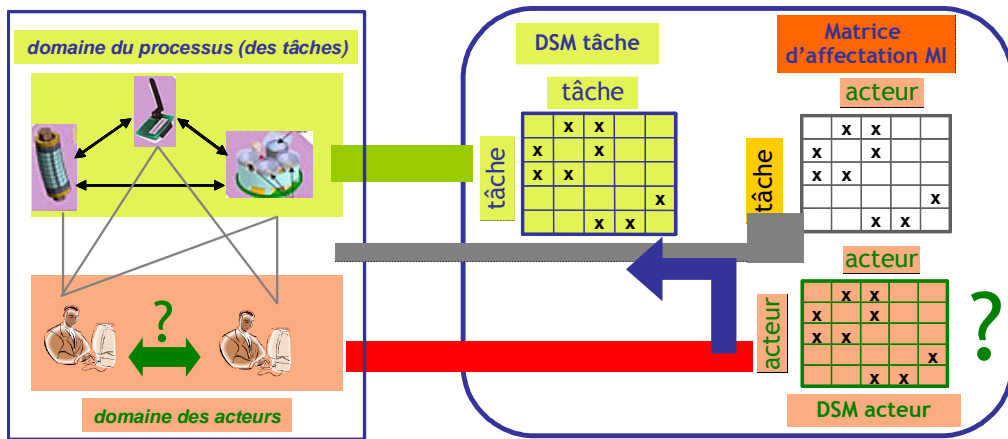 domaine du processus (des tâches)
?
domaine des acteurs
DSM tâche
tâche
tâche
x x
x x
x x
x
x x
Matrice
d'affectation MI
acteur
tâche
x x
x x
x x
x
x x
acteur
acteur
x x
x x
x x
x
x x
?
DSM acteur